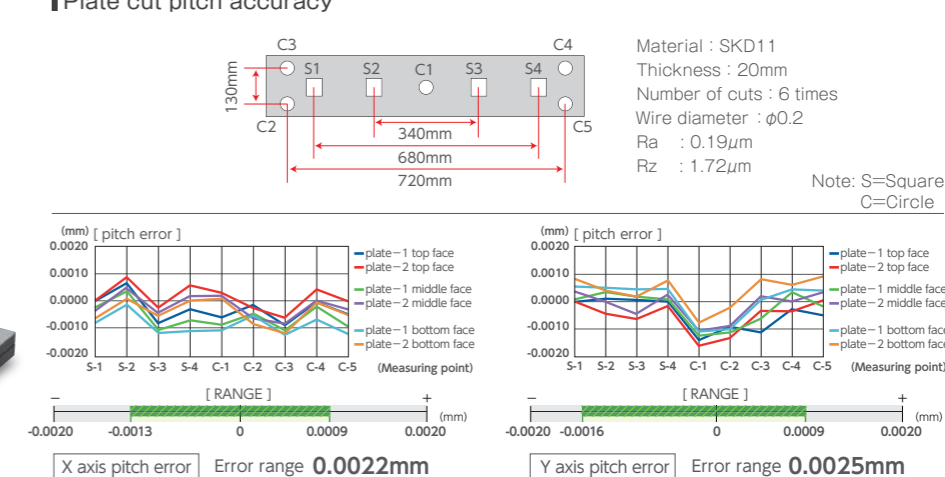 Plate cut pitch accuracy
C3
C4
S1
S2
C1
S3
S4
130mm
C2
C5
340mm
680mm
720mm
Material : SKD11
Thickness : 20mm
Number of cuts : 6 times
Wire diameter : φ0.2
Ra : 0.19μm
Rz : 1.72μm
Note: S=Square
C=Circle
(mm) [ pitch error ]
0.0020
0.0010
0.0000
-0.0010
-0.0020
S-1 S-2 S-3 S-4 C-1 C-2 C-3 C-4 C-5 (Measuring point)
plate-1 top face
plate-2 top face
plate-1 middle face
plate-2 middle face
plate-1 bottom face
plate-2 bottom face
[ RANGE ]
- +
(mm)
-0.0020 -0.0013 0 0.0009 0.0020
X axis pitch error Error range 0.0022mm
(mm) [ pitch error ]
0.0020
0.0010
0.0000
-0.0010
-0.0020
S-1 S-2 S-3 S-4 C-1 C-2 C-3 C-4 C-5 (Measuring point)
plate-1 top face
plate-2 top face
plate-1 middle face
plate-2 middle face
plate-1 bottom face
plate-2 bottom face
[ RANGE ]
- +
(mm)
-0.0020 -0.0016 0 0.0009 0.0020
Y axis pitch error Error range 0.0025mm